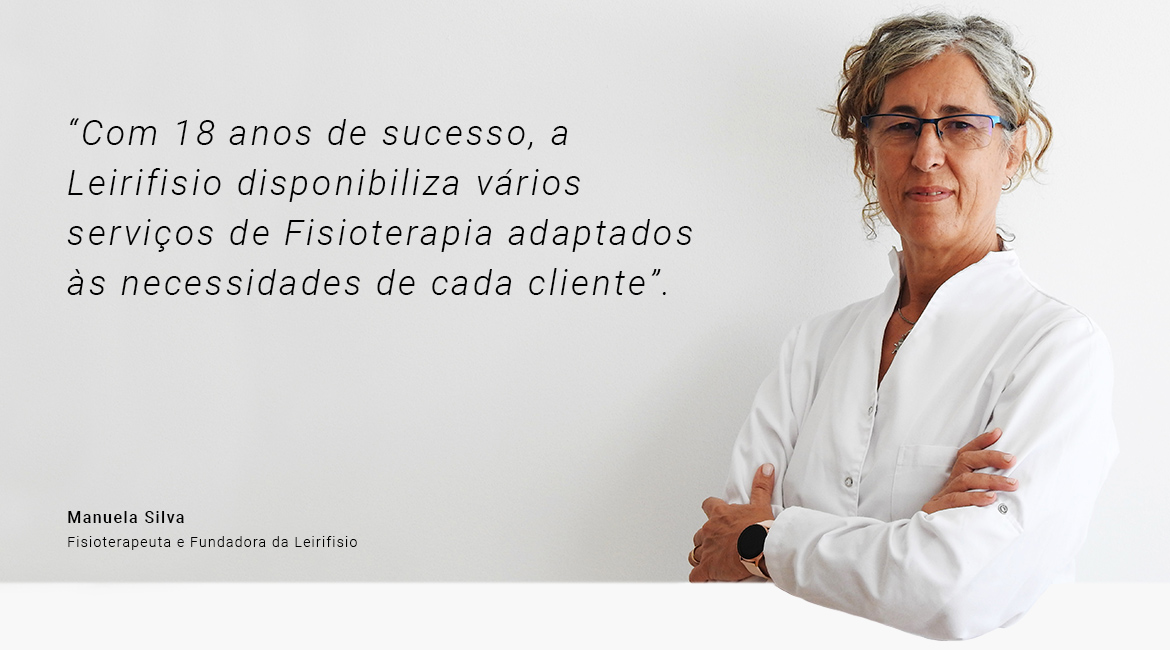 “Com 18 anos de sucesso, a
Leirifisio disponibiliza vários
serviços de Fisioterapia adaptados
às necessidades de cada cliente”.
Manuela Silva
Fisioterapeuta e Fundadora da Leirifisio